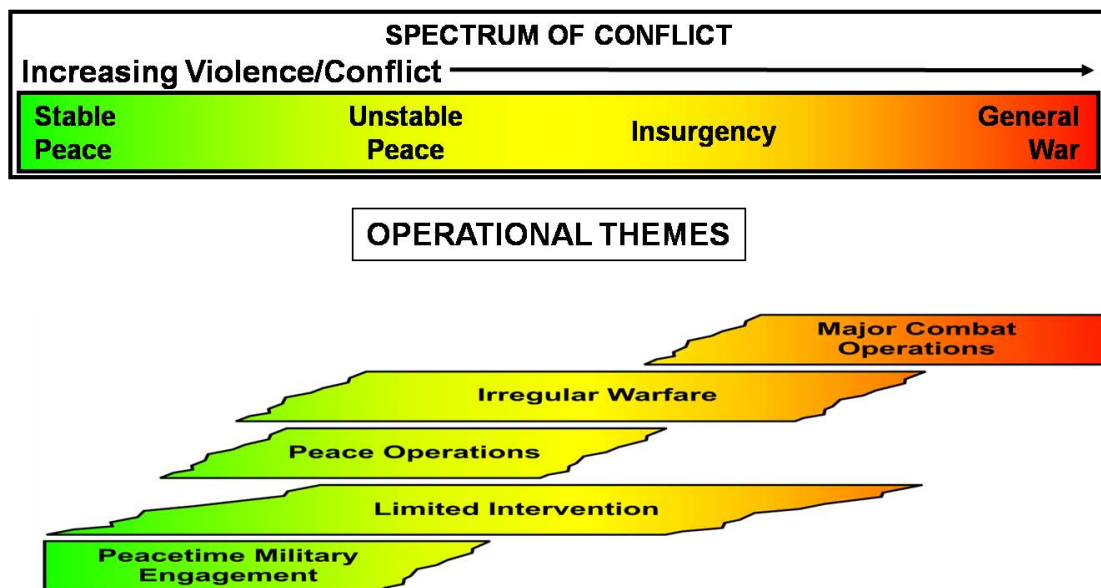 SPECTRUM OF CONFLICT
Increasing Violence/Conflict
Stable
Peace
Unstable
Peace
Insurgency
General
War
OPERATIONAL THEMES
Major Combat
Operations
Irregular Warfare
Peace Operations
Limited Intervention
Peacetime Military
Engagement